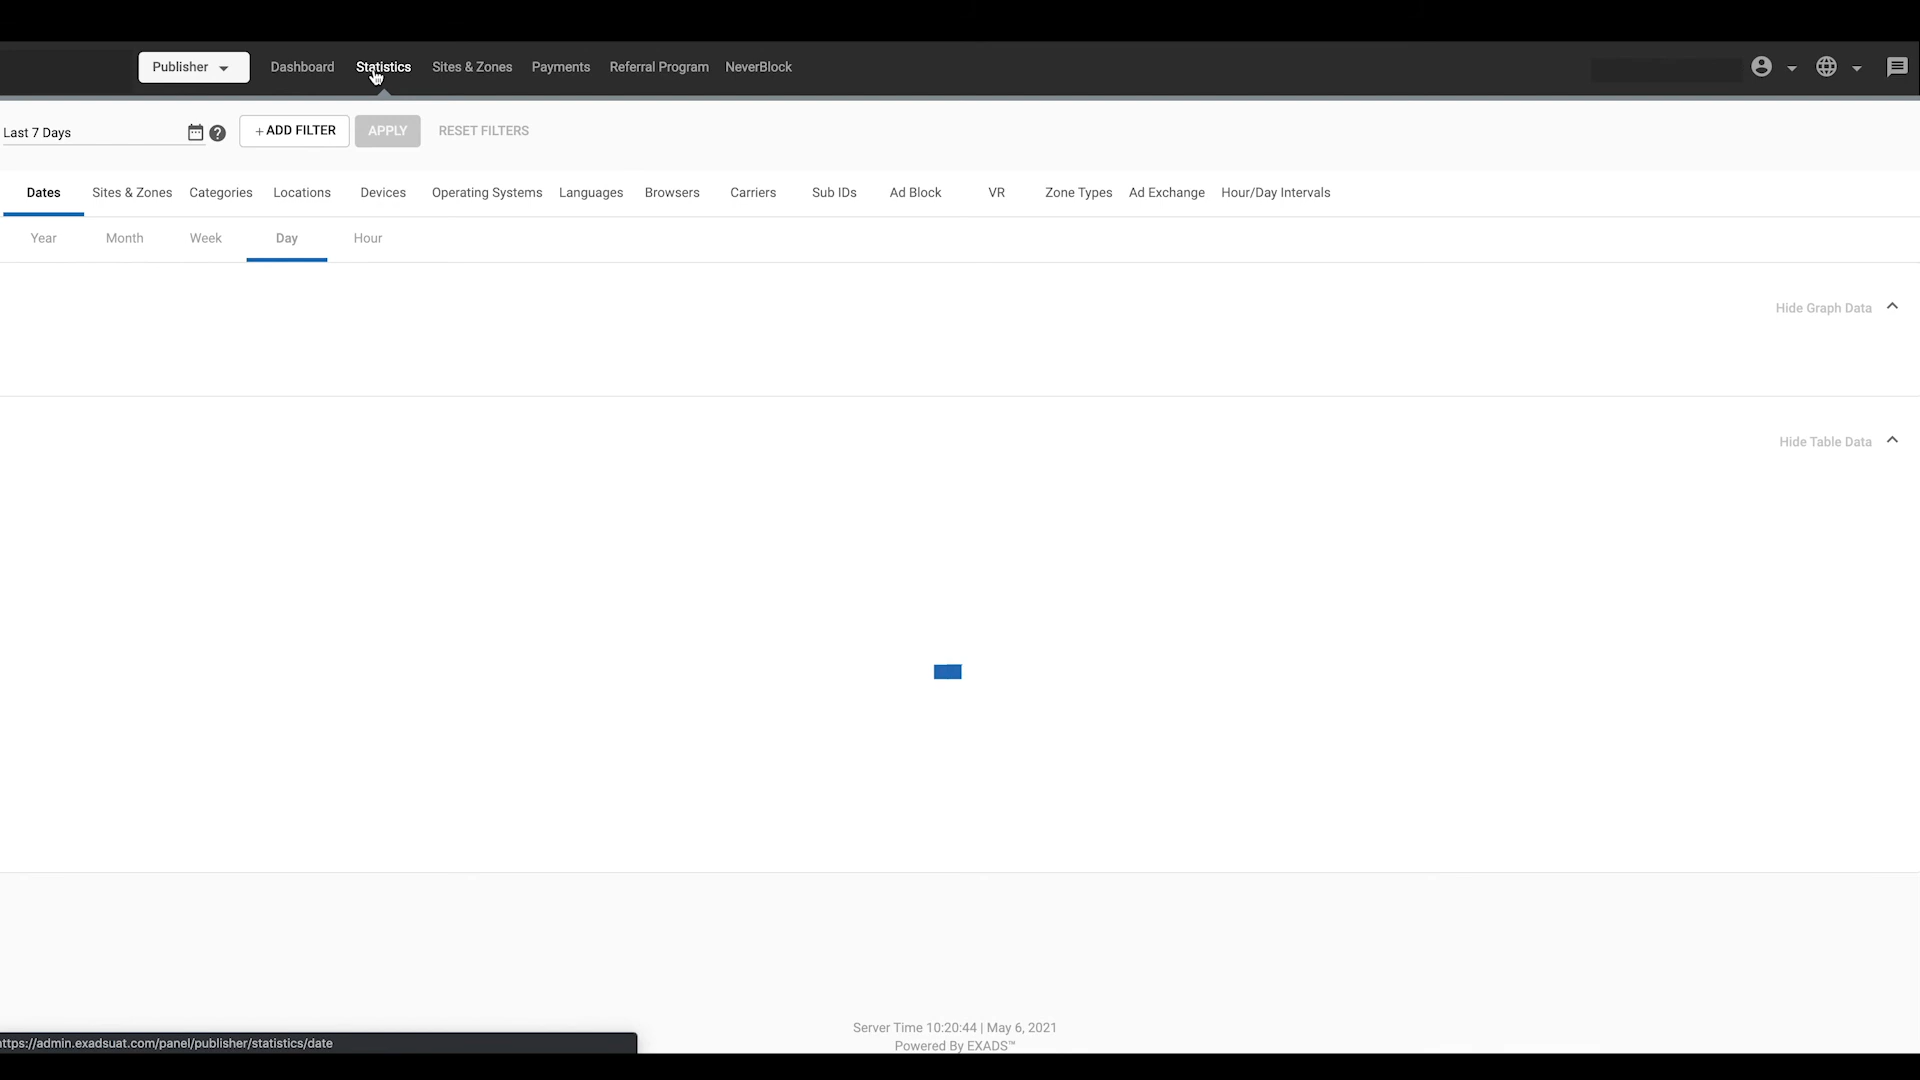 Publisher Dashboard Statistics Sites & Zones Payments Referral Program NeverBlock
Last 7 Days + ADD FILTER APPLY RESET FILTERS
Dates Sites & Zones Categories Locations Devices Operating Systems Languages Browsers Carriers Sub IDs Ad Block VR Zone Types Ad Exchange Hour/Day Intervals
Year Month Week Day Hour
Hide Graph Data
Hide Table Data
Server Time 10:20:44 | May 6, 2021
Powered By EXADS™
https://admin.exadsuat.com/panel/publisher/statistics/date